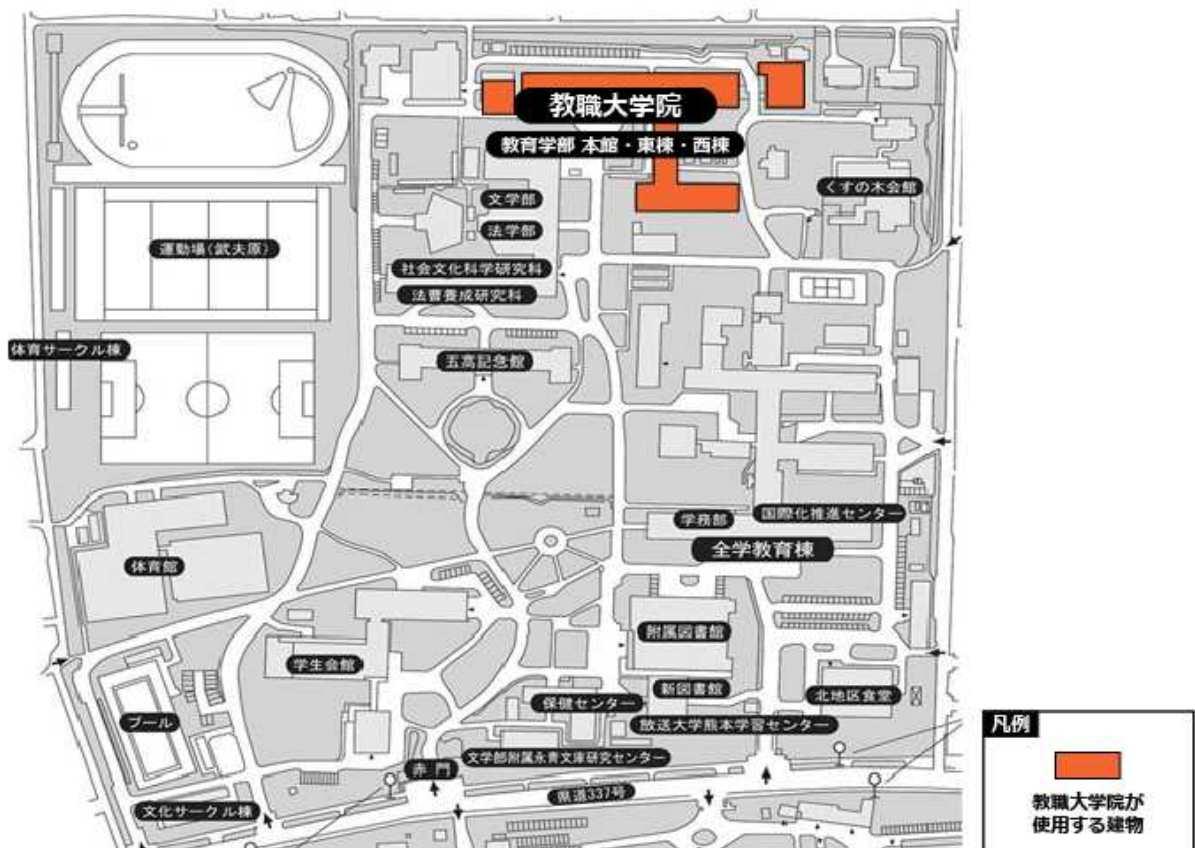 教職大学院
教育学部 本館・東棟・西棟
くすの木会館
文学部
法学部
運動場(武夫原)
社会文化科学研究科
法曹養成研究科
体育サークル棟
五高記念館
学務部
国際化推進センター
全学教育棟
体育館
附属図書館
学生会館
新図書館
北地区食堂
保健センター
プール
放送大学熊本学習センター
文学部附属永青文庫研究センター
赤門
県道337号
文化サークル棟
凡例
教職大学院が
使用する建物